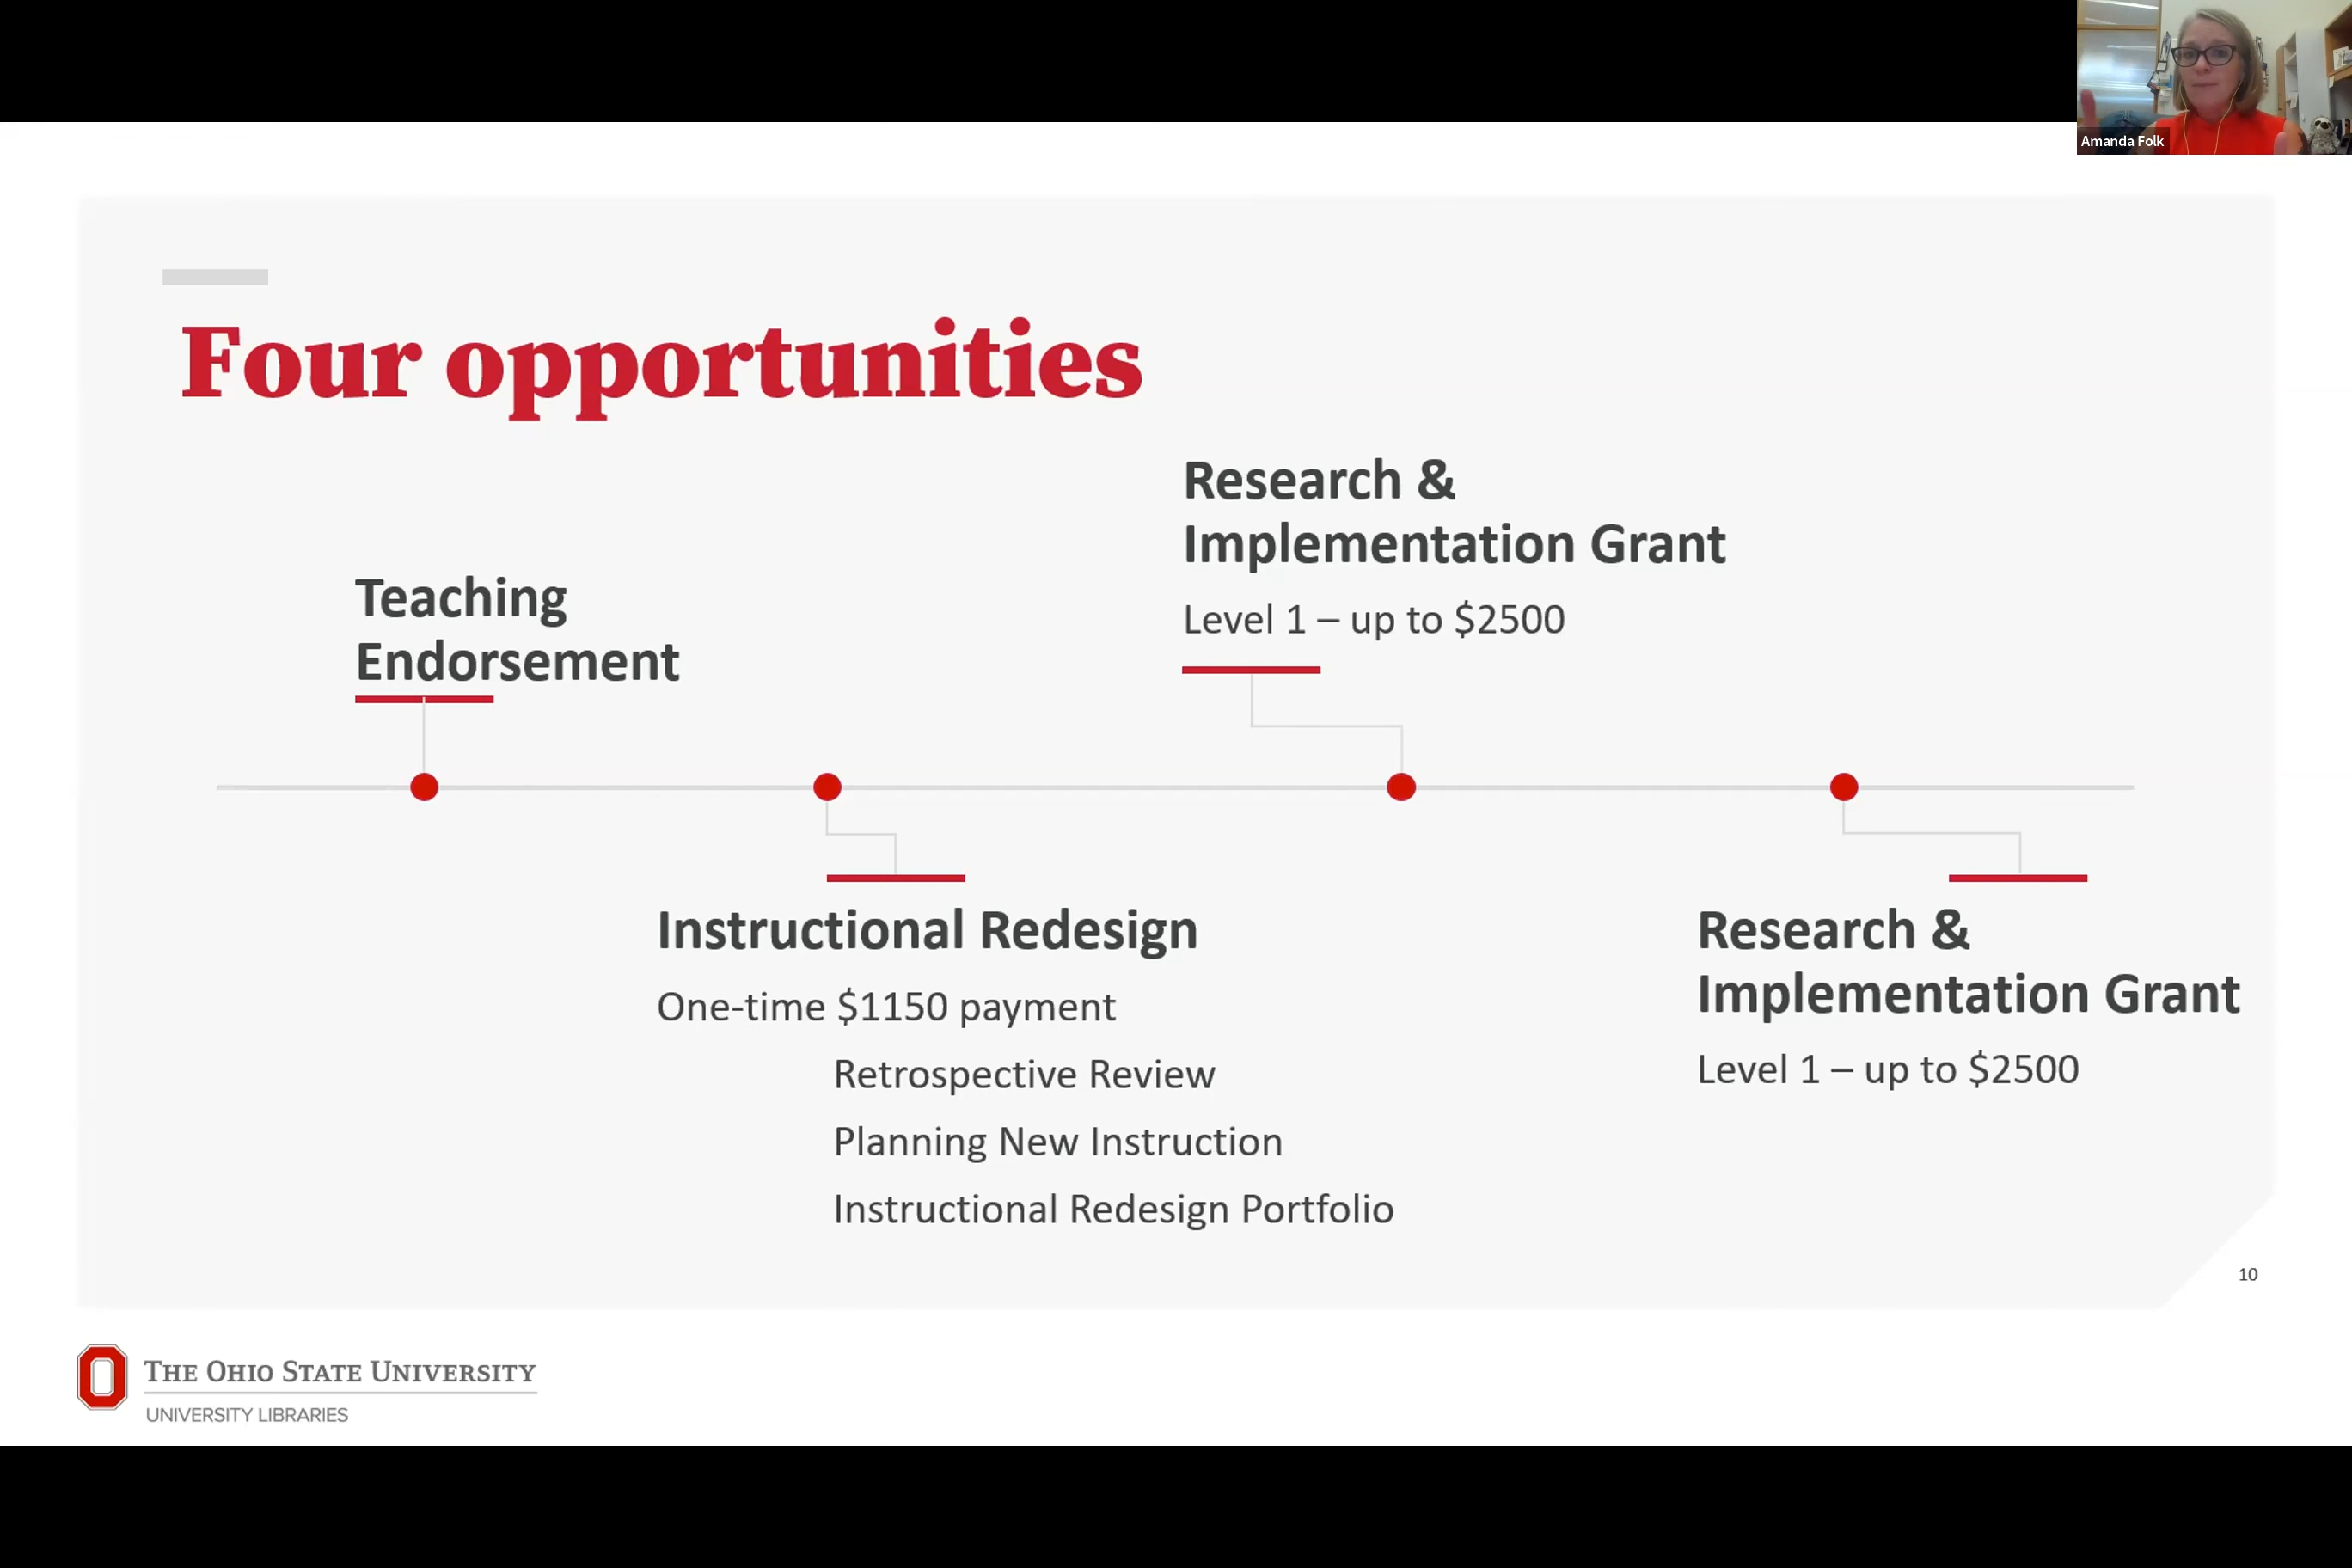 Amanda Folk
Four opportunities
Teaching
Endorsement
Research &
Implementation Grant
Level 1 – up to $2500
Instructional Redesign
One-time $1150 payment
Retrospective Review
Planning New Instruction
Instructional Redesign Portfolio
Research &
Implementation Grant
Level 1 – up to $2500
10
THE OHIO STATE UNIVERSITY
UNIVERSITY LIBRARIES